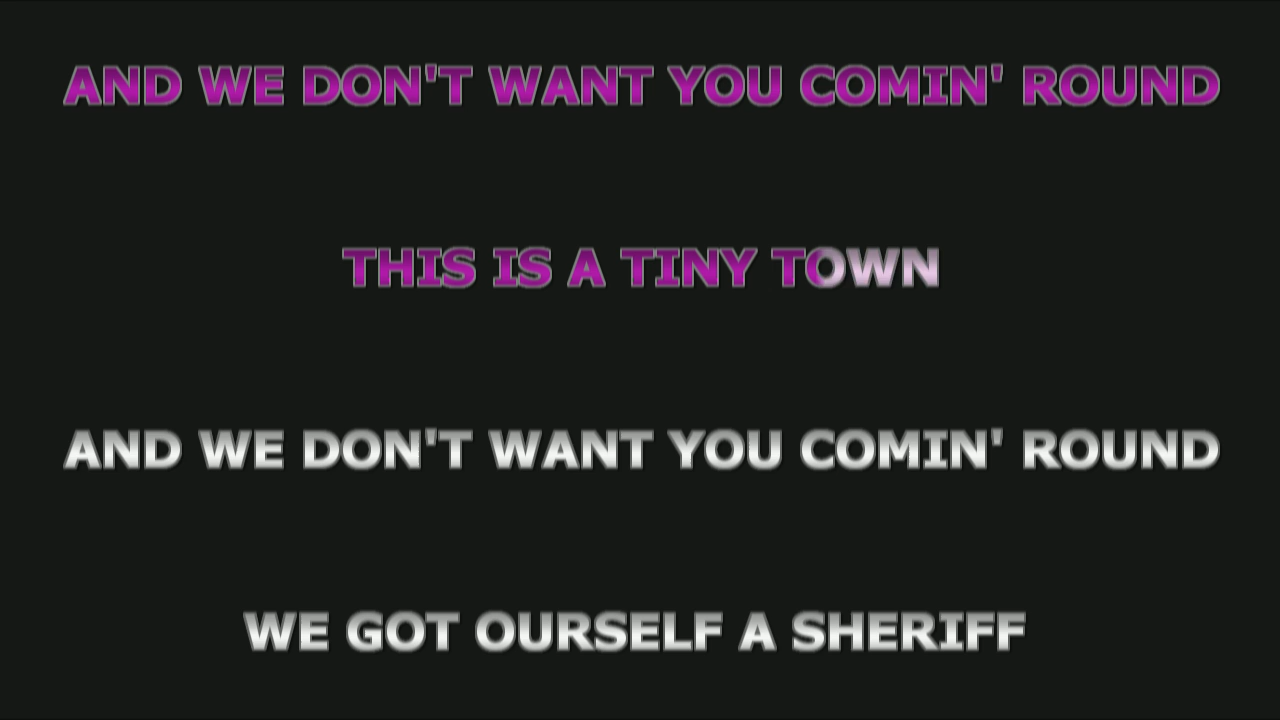 AND WE DON'T WANT YOU COMIN' ROUND
THIS IS A TINY TOWN
AND WE DON'T WANT YOU COMIN' ROUND
WE GOT OURSELF A SHERIFF